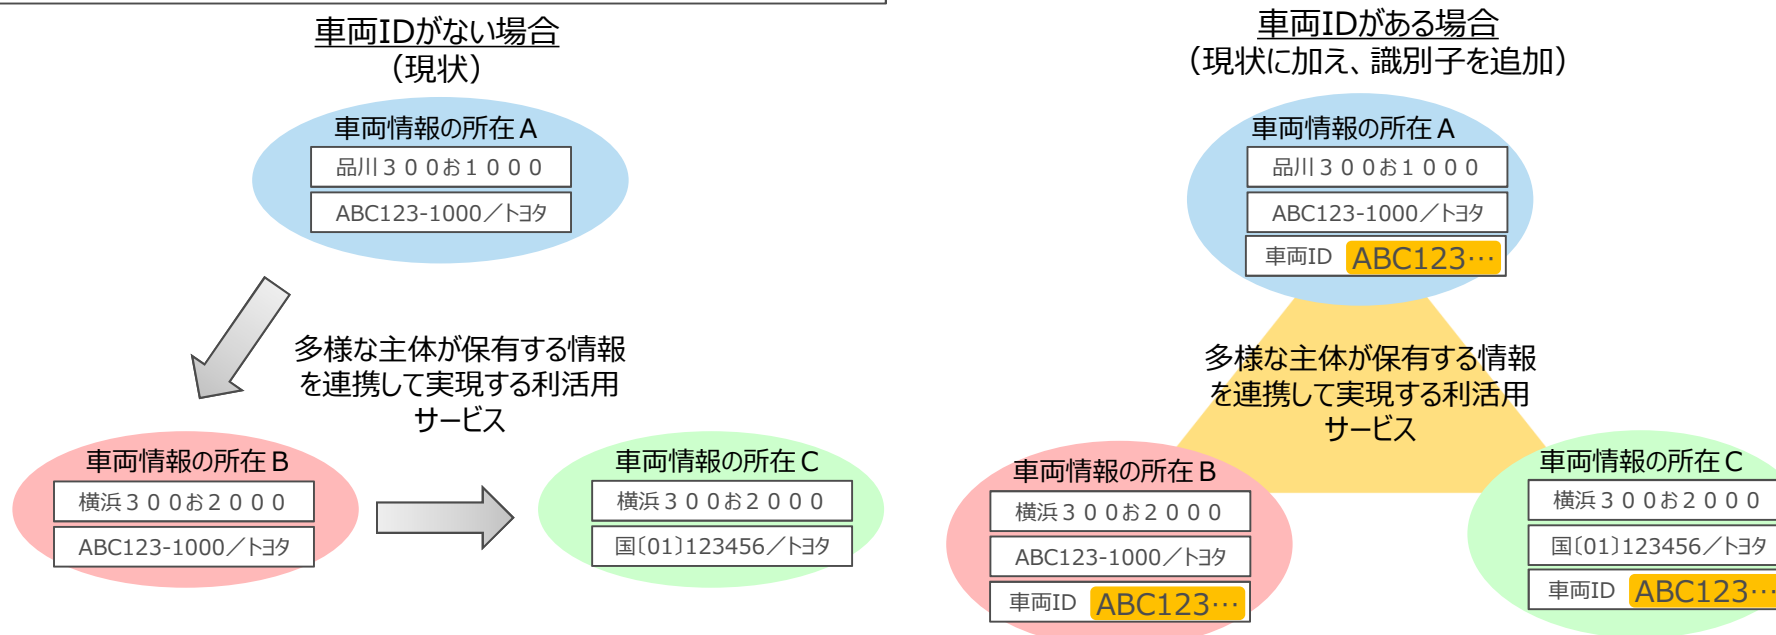 車両IDがない場合
（現状）
車両情報の所在A
品川３００お１０００
ABC123-1000／トヨタ
多様な主体が保有する情報
を連携して実現する利活用
サービス
車両情報の所在B
横浜３００お２０００
ABC123-1000／トヨタ
車両情報の所在C
横浜３００お２０００
国〔01〕123456／トヨタ
車両IDがある場合
（現状に加え、識別子を追加）
車両情報の所在A
品川３００お１０００
ABC123-1000／トヨタ
車両ID ABC123…
多様な主体が保有する情報
を連携して実現する利活用
サービス
車両情報の所在B
横浜３００お２０００
ABC123-1000／トヨタ
車両ID ABC123…
車両情報の所在C
横浜３００お２０００
国〔01〕123456／トヨタ
車両ID ABC123…